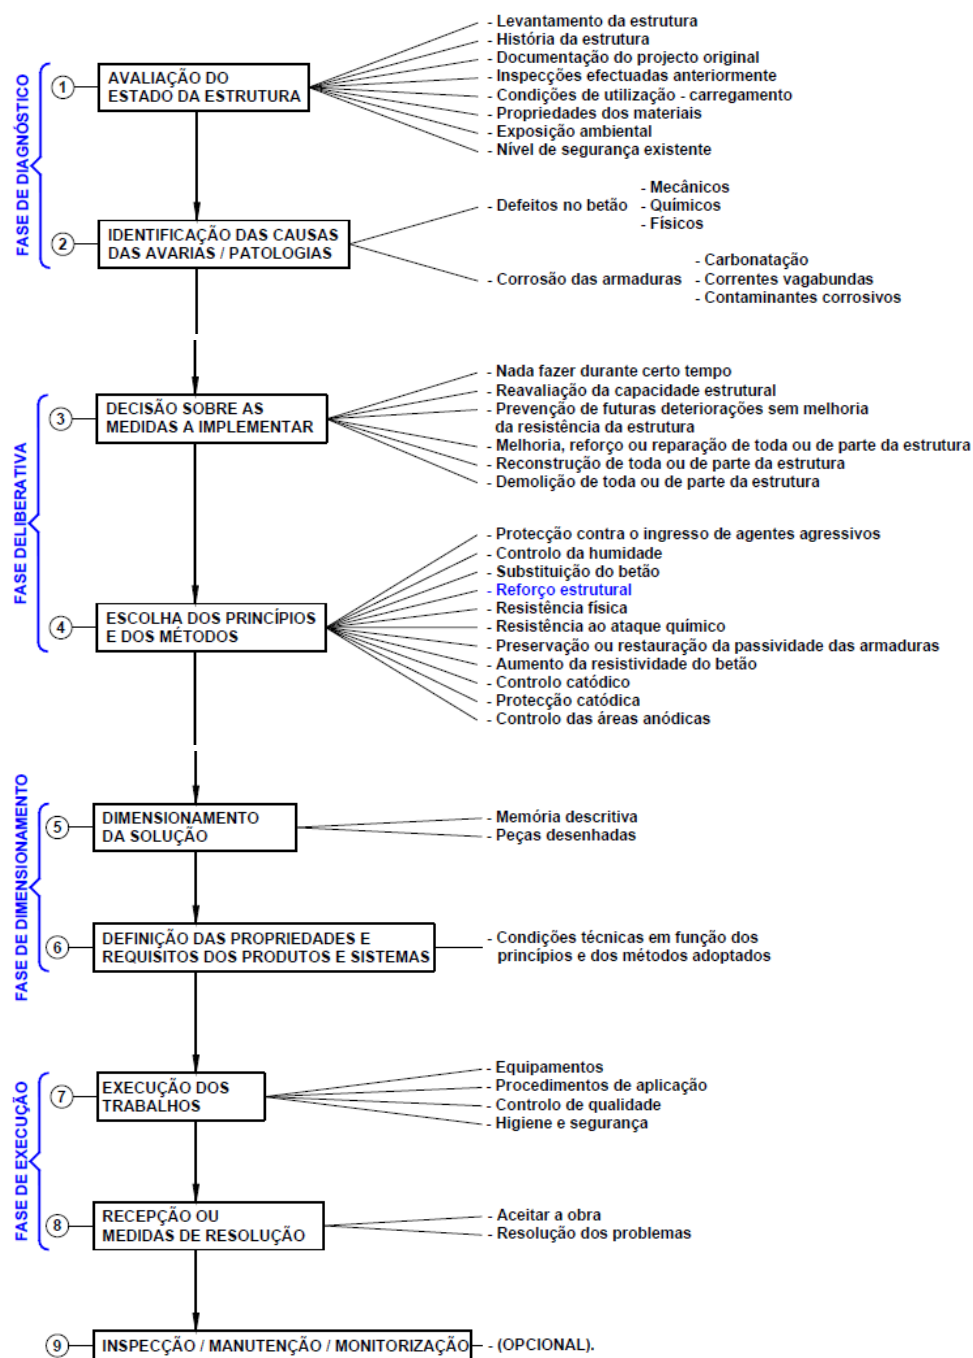 FASE DE DIAGNÓSTICO
1
AVALIAÇÃO DO
ESTADO DA ESTRUTURA
- Levantamento da estrutura
- História da estrutura
- Documentação do projecto original
- Inspecções efectuadas anteriormente
- Condições de utilização - carregamento
- Propriedades dos materiais
- Exposição ambiental
- Nível de segurança existente
2
IDENTIFICAÇÃO DAS CAUSAS
DAS AVARIAS / PATOLOGIAS
- Defeitos no betão
- Mecânicos
- Químicos
- Físicos
- Corrosão das armaduras
- Carbonatação
- Correntes vagabundas
- Contaminantes corrosivos
FASE DELIBERATIVA
3
DECISÃO SOBRE AS
MEDIDAS A IMPLEMENTAR
- Nada fazer durante certo tempo
- Reavaliação da capacidade estrutural
- Prevenção de futuras deteriorações sem melhoria
da resistência da estrutura
- Melhoria, reforço ou reparação de toda ou de parte da estrutura
- Reconstrução de toda ou de parte da estrutura
- Demolição de toda ou de parte da estrutura
4
ESCOLHA DOS PRINCÍPIOS
E DOS MÉTODOS
- Protecção contra o ingresso de agentes agressivos
- Controlo da humidade
- Substituição do betão
- Reforço estrutural
- Resistência física
- Resistência ao ataque químico
- Preservação ou restauração da passividade das armaduras
- Aumento da resistividade do betão
- Controlo catódico
- Protecção catódica
- Controlo das áreas anódicas
FASE DE DIMENSIONAMENTO
5
DIMENSIONAMENTO
DA SOLUÇÃO
- Memória descritiva
- Peças desenhadas
6
DEFINIÇÃO DAS PROPRIEDADES E
REQUISITOS DOS PRODUTOS E SISTEMAS
- Condições técnicas em função dos
princípios e dos métodos adoptados
FASE DE EXECUÇÃO
7
EXECUÇÃO DOS
TRABALHOS
- Equipamentos
- Procedimentos de aplicação
- Controlo de qualidade
- Higiene e segurança
8
RECEPÇÃO OU
MEDIDAS DE RESOLUÇÃO
- Aceitar a obra
- Resolução dos problemas
9
INSPECÇÃO / MANUTENÇÃO / MONITORIZAÇÃO
- (OPCIONAL).